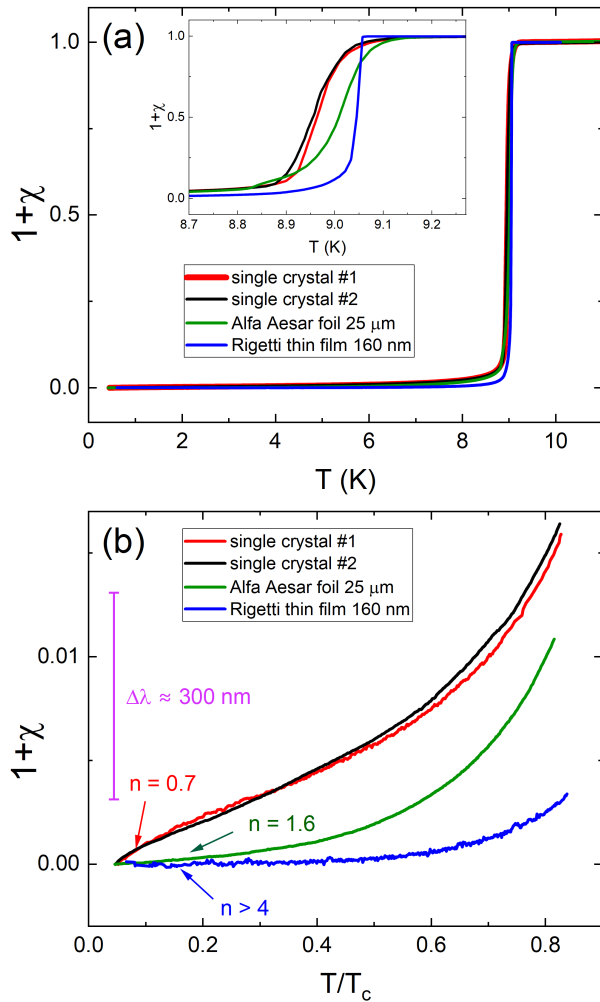 (a)
1.0
0.5
0.0
1+χ
1.0
0.5
0.0
1+χ
8.7 8.8 8.9 9.0 9.1 9.2
T (K)
single crystal #1
single crystal #2
Alfa Aesar foil 25 μm
Rigetti thin film 160 nm
0 2 4 6 8 10
T (K)
(b)
single crystal #1
single crystal #2
Alfa Aesar foil 25 μm
Rigetti thin film 160 nm
0.01
0.00
1+χ
Δλ ≈ 300 nm
n = 0.7
n = 1.6
n > 4
0.0 0.2 0.4 0.6 0.8
T/Tc